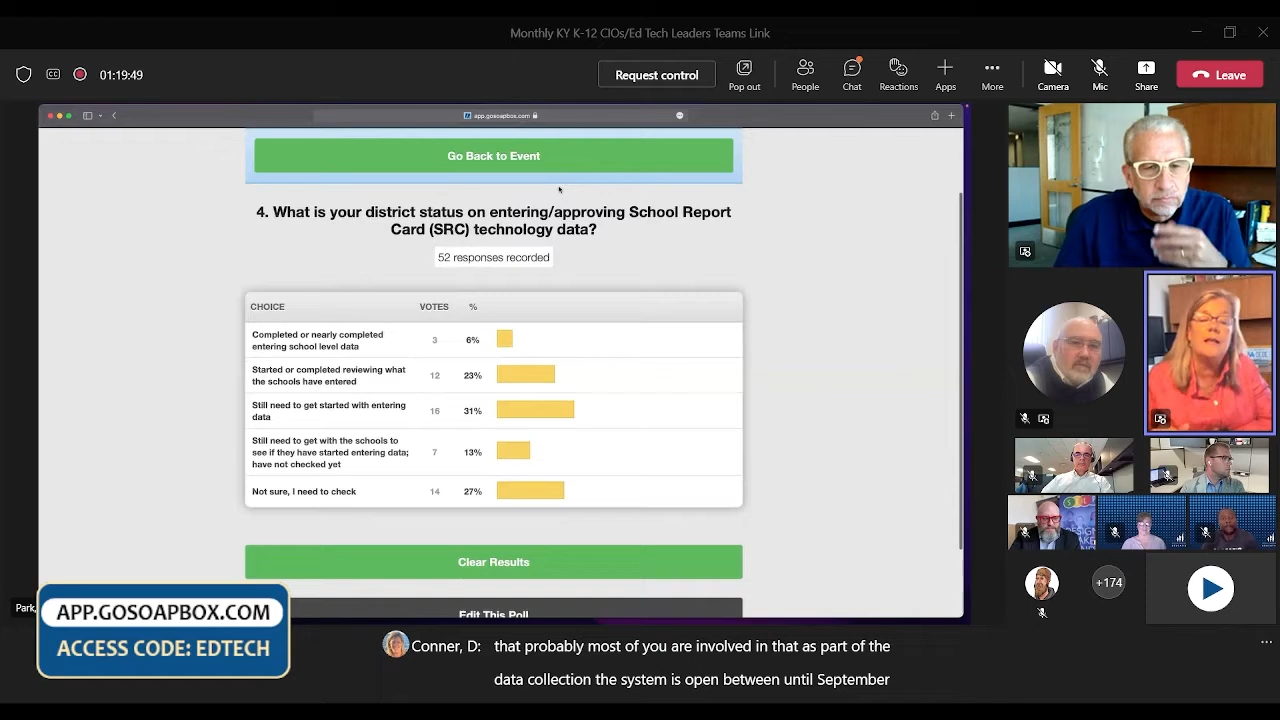 Monthly KY K-12 CIOs/Ed Tech Leaders Teams Link
CC
01:19:49
Request control
Pop out
People
Chat
Reactions
Apps
More
Camera
Mic
Share
Leave
app.gosoapbox.com
Go Back to Event
4. What is your district status on entering/approving School Report
Card (SRC) technology data?
52 responses recorded
CHOICE VOTES %
Completed or nearly completed
entering school level data
3 6%
Started or completed reviewing what
the schools have entered
12 23%
Still need to get started with entering
data
16 31%
Still need to get with the schools to
see if they have started entering data;
have not checked yet
7 13%
Not sure, I need to check 14 27%
Clear Results
Edit This Poll
Park,
APP.GOSOAPBOX.COM
ACCESS CODE: EDTECH
+174
Conner, D: that probably most of you are involved in that as part of the
data collection the system is open between until September